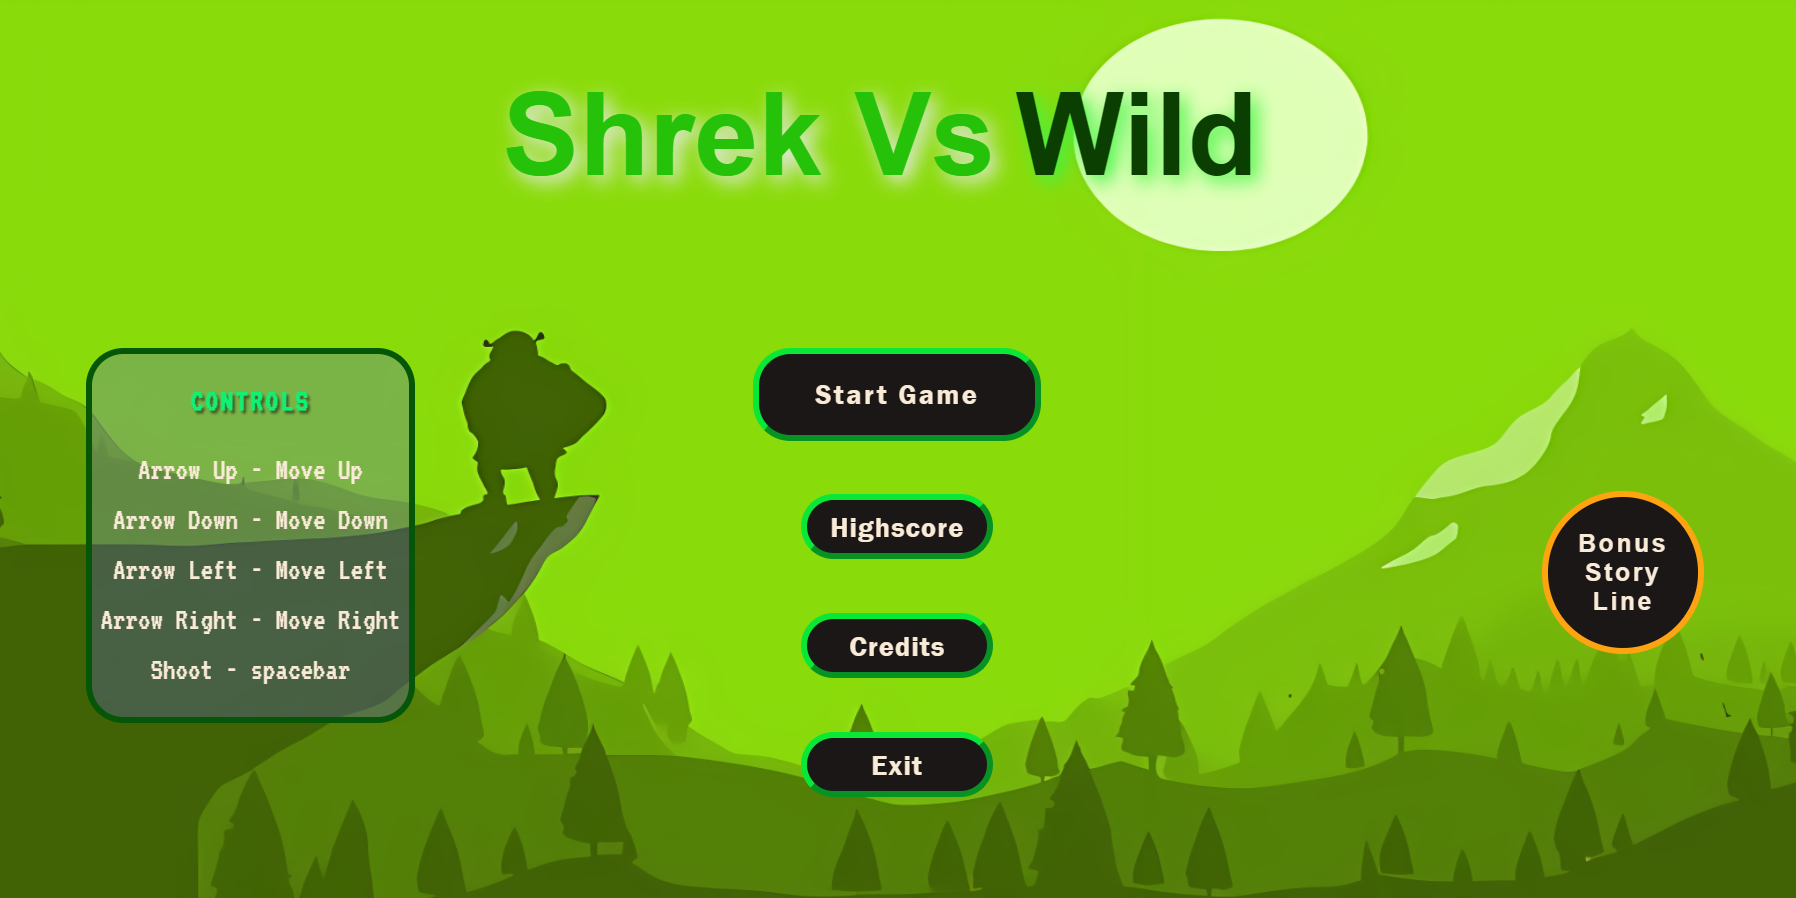 Shrek Vs Wild
CONTROLS
Arrow Up - Move Up
Arrow Down - Move Down
Arrow Left - Move Left
Arrow Right - Move Right
Shoot - spacebar
Start Game
Highscore
Credits
Exit
Bonus
Story
Line